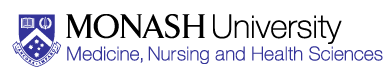 MONASH University
Medicine, Nursing and Health Sciences